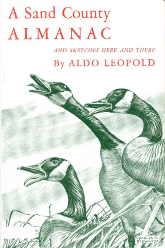 A Sand County
ALMANAC
AND SKETCHES HERE AND THERE
By ALDO LEOPOLD